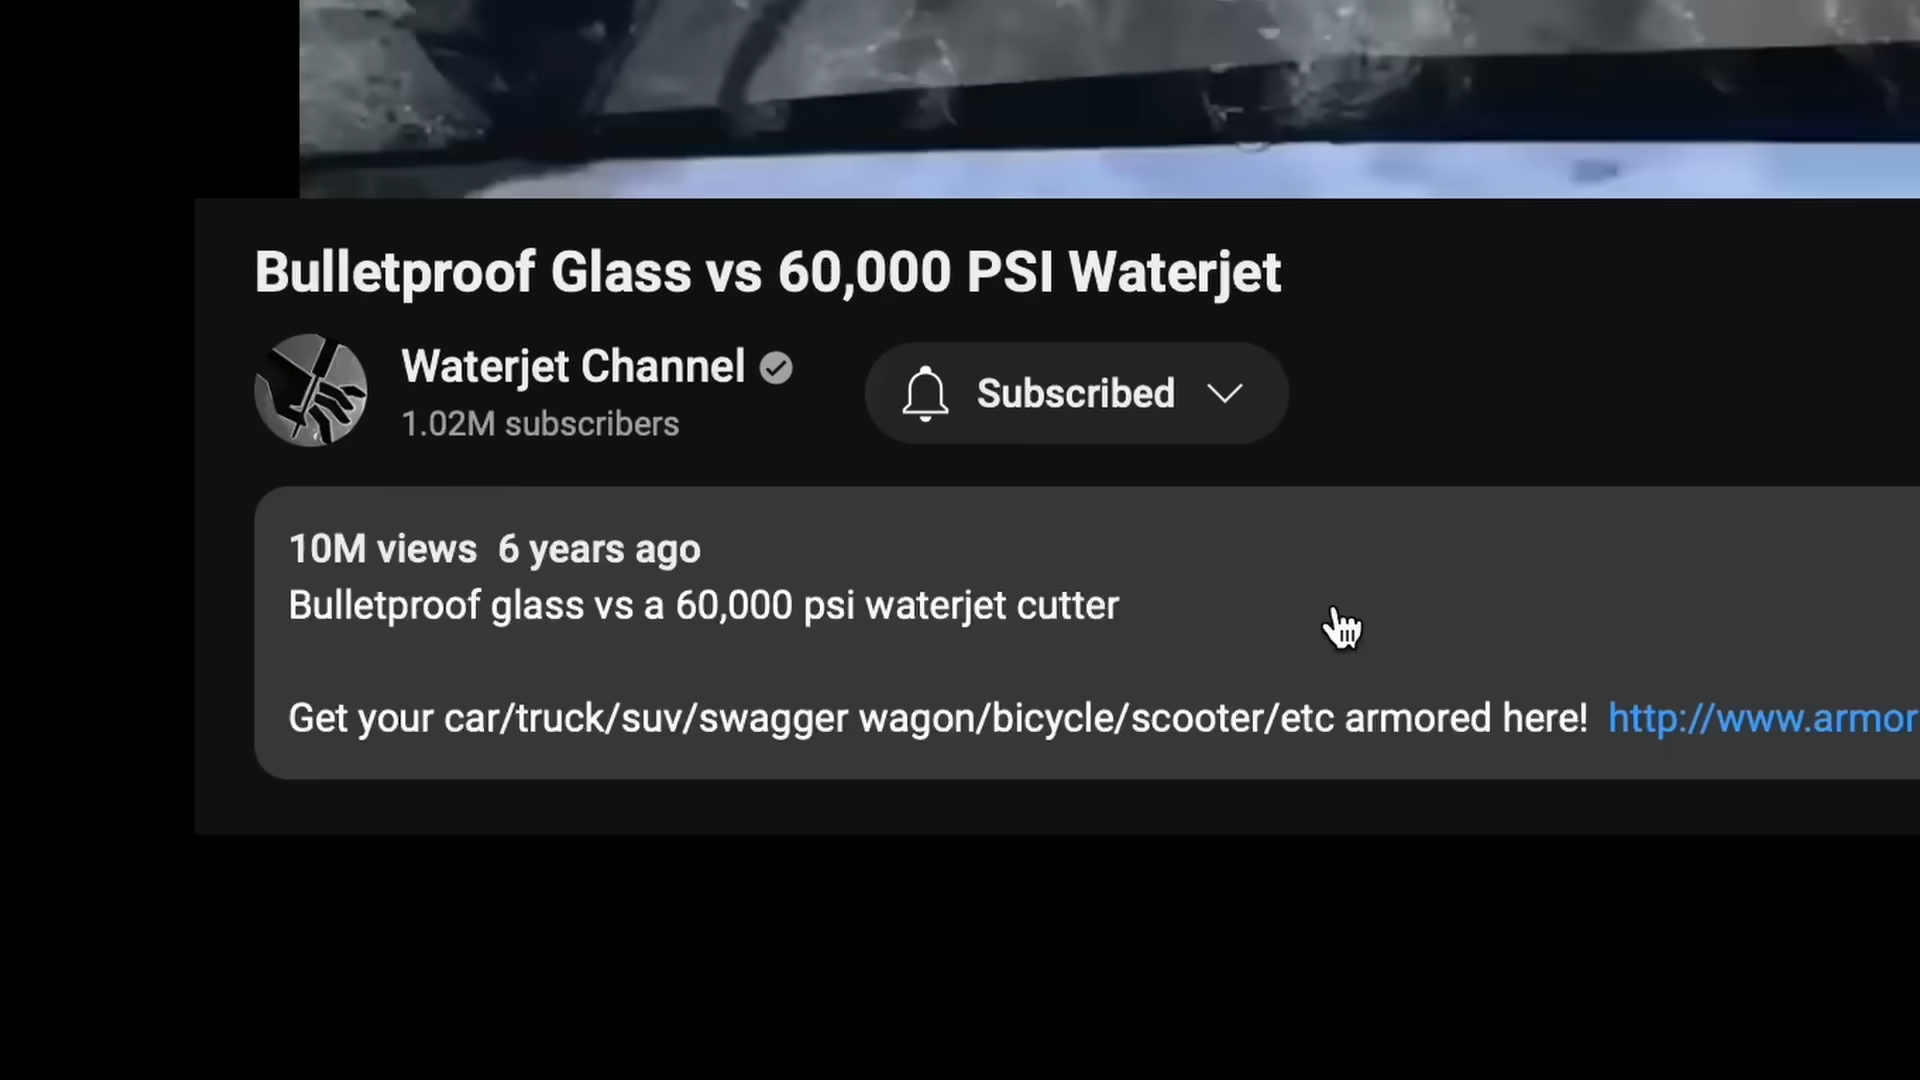 Bulletproof Glass vs 60,000 PSI Waterjet
Waterjet Channel
1.02M subscribers
Subscribed
10M views 6 years ago
Bulletproof glass vs a 60,000 psi waterjet cutter
Get your car/truck/suv/swagger wagon/bicycle/scooter/etc armored here! http://www.armor